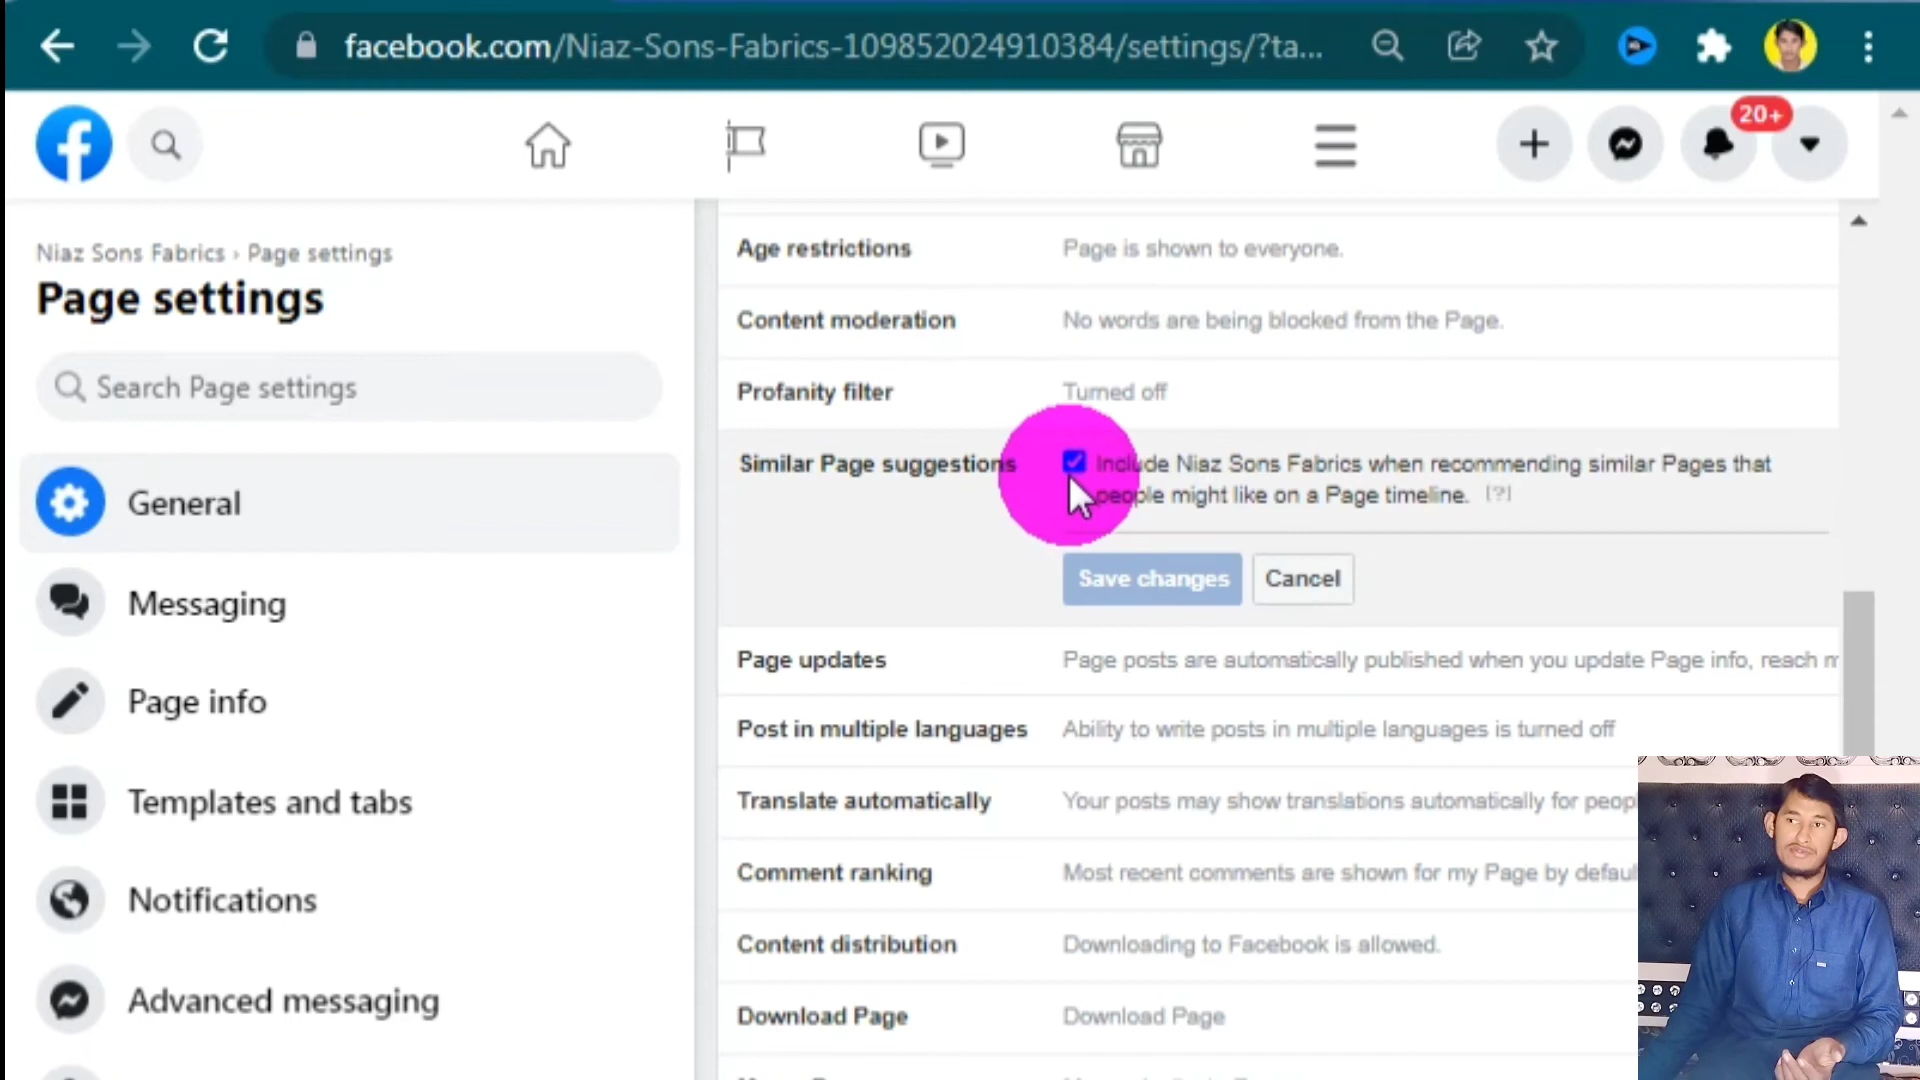 facebook.com/Niaz-Sons-Fabrics-109852024910384/settings/?ta...
20+
Niaz Sons Fabrics › Page settings
Page settings
Search Page settings
General
Messaging
Page info
Templates and tabs
Notifications
Advanced messaging
Age restrictions Page is shown to everyone.
Content moderation No words are being blocked from the Page.
Profanity filter Turned off
Similar Page suggestions Include Niaz Sons Fabrics when recommending similar Pages that
people might like on a Page timeline. [?]
Save changes Cancel
Page updates Page posts are automatically published when you update Page info, reach
Post in multiple languages Ability to write posts in multiple languages is turned off
Translate automatically Your posts may show translations automatically for peop
Comment ranking Most recent comments are shown for my Page by defaul
Content distribution Downloading to Facebook is allowed.
Download Page Download Page